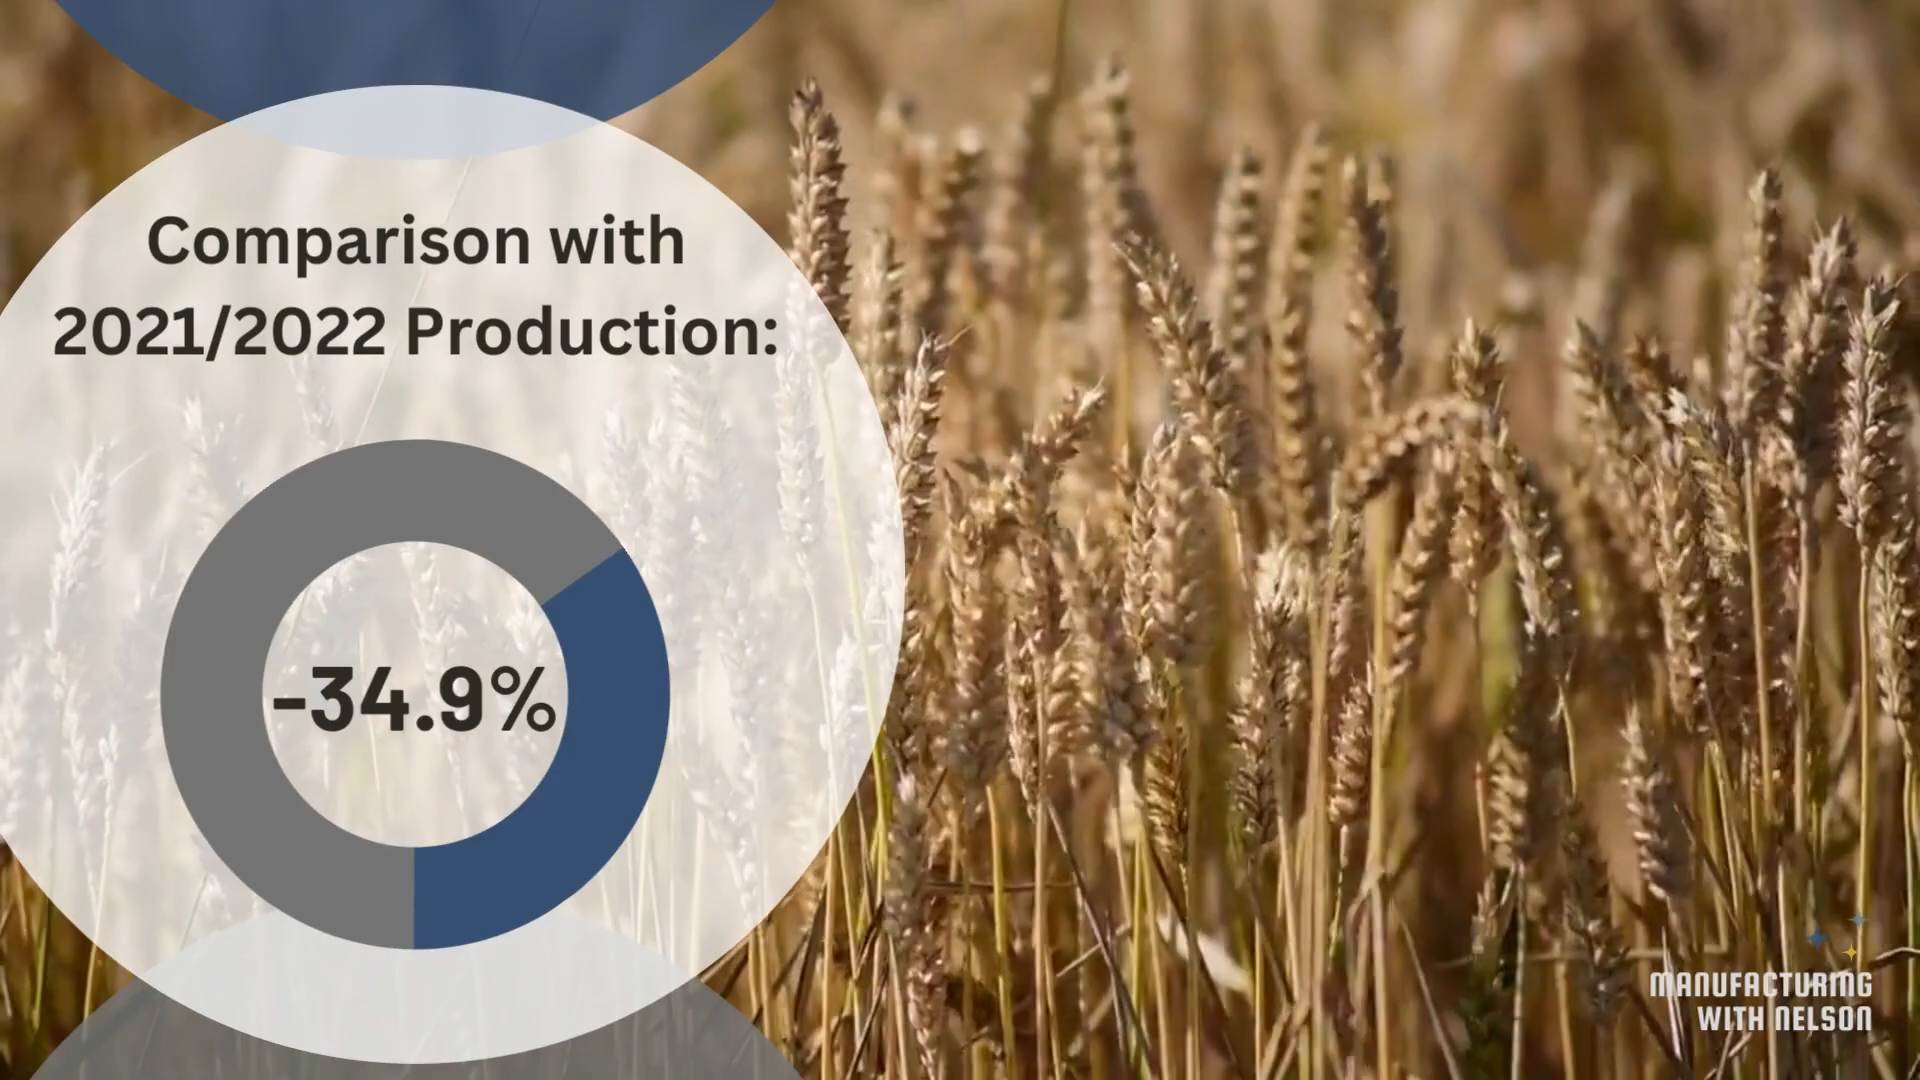 Comparison with
2021/2022 Production:
-34.9%
MANUFACTURING
WITH NELSON